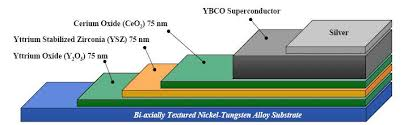 YBCO Superconductor
Cerium Oxide (CeO₂) 75 nm
Silver
Yttrium Stabilized Zirconia (YSZ) 75 nm
Yttrium Oxide (Y₂O₃) 75 nm
Bi-axially Textured Nickel-Tungsten Alloy Substrate